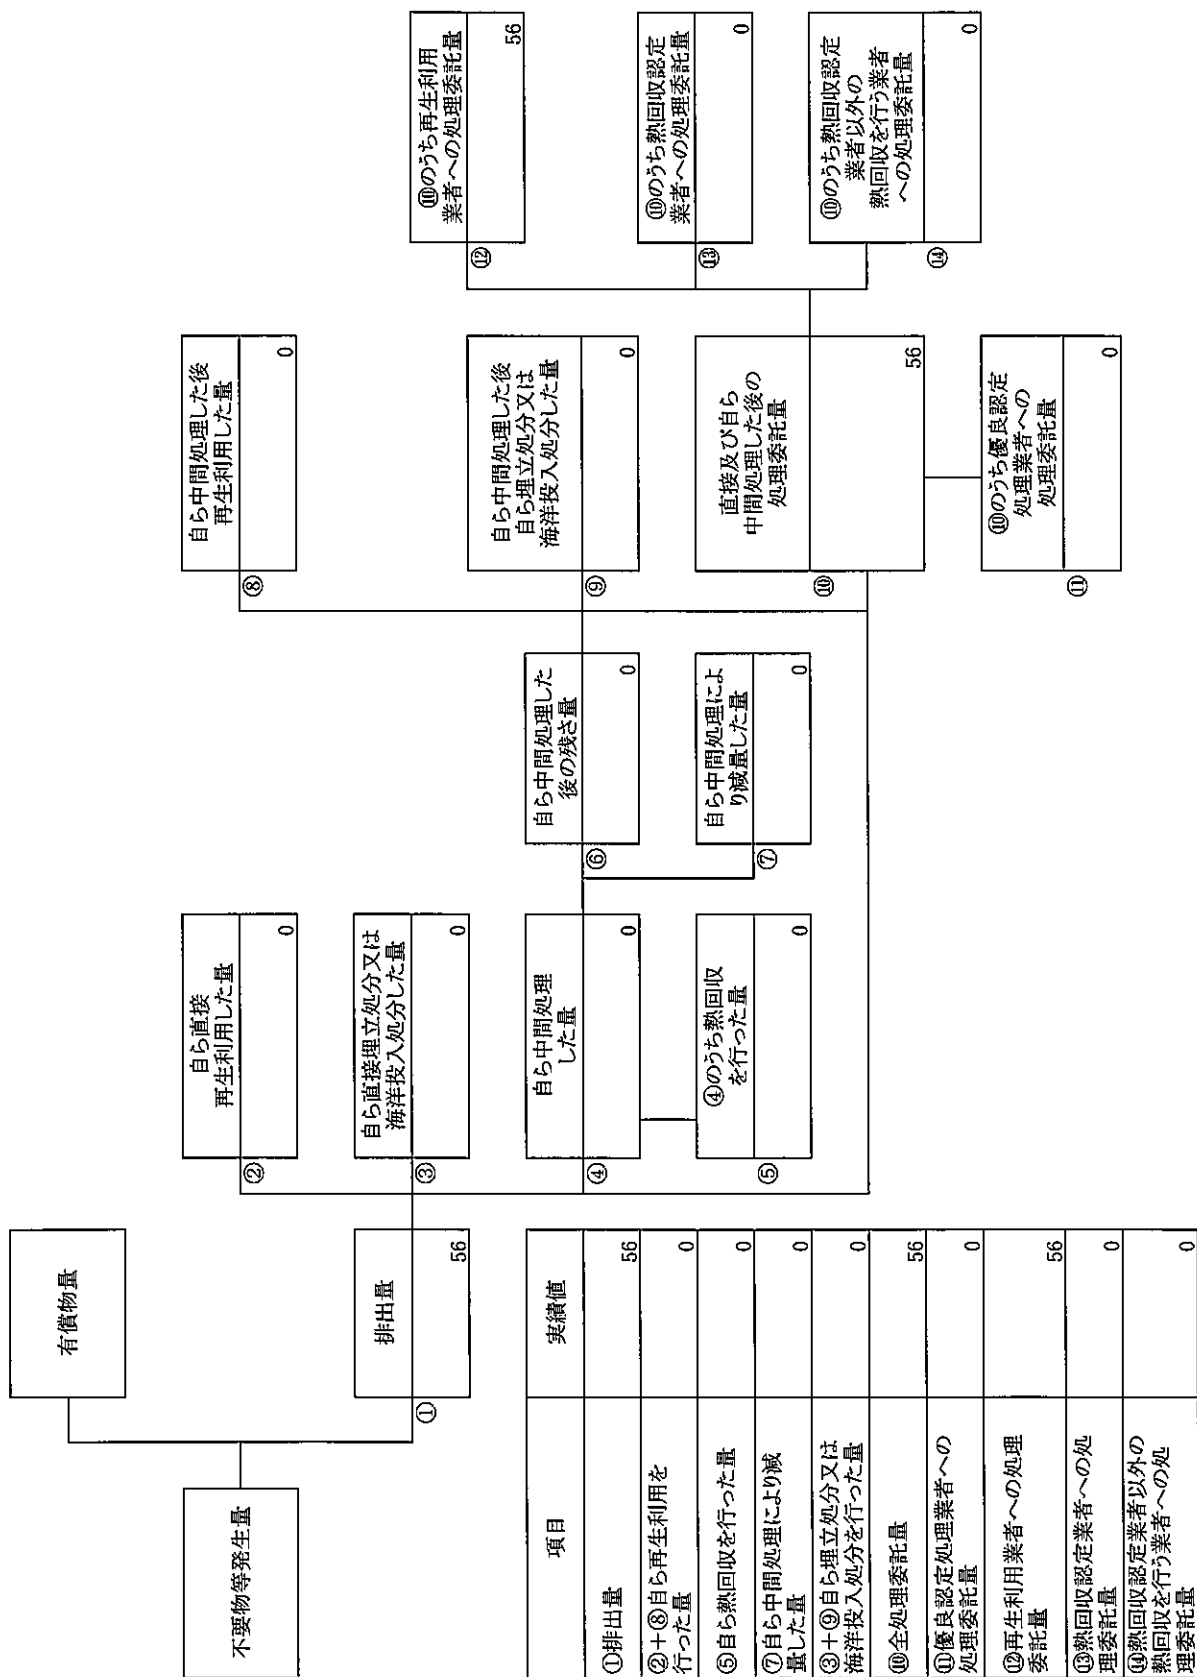 不要物等発生量
有償物量
①
排出量
56
②
自ら直接
再生利用した量
0
③
自ら直接埋立処分又は
海洋投入処分した量
0
④
自ら中間処理
した量
0
⑤
④のうち熱回収
を行った量
0
⑥
自ら中間処理した
後の残さ量
0
⑦
自ら中間処理によ
り減量した量
0
⑧
自ら中間処理した後
再生利用した量
0
⑨
自ら中間処理した後
自ら埋立処分又は
海洋投入処分した量
0
⑩
直接及び自ら
中間処理した後の
処理委託量
56
⑪
⑩のうち優良認定
処理業者への
処理委託量
0
⑫
⑩のうち再生利用
業者への処理委託量
56
⑬
⑩のうち熱回収認定
業者への処理委託量
0
⑭
⑩のうち熱回収認定
業者以外の
熱回収を行う業者
への処理委託量
0
項目 実績値
①排出量 56
②+⑧自ら再生利用を
行った量 0
⑤自ら熱回収を行った量 0
⑦自ら中間処理により減
量した量 0
③+⑨自ら埋立処分又は
海洋投入処分を行った量 0
⑩全処理委託量 56
⑪優良認定処理業者への
処理委託量 0
⑫再生利用業者への処理
委託量 56
⑬熱回収認定業者への処
理委託量 0
⑭熱回収認定業者以外の
熱回収を行う業者への処
理委託量 0